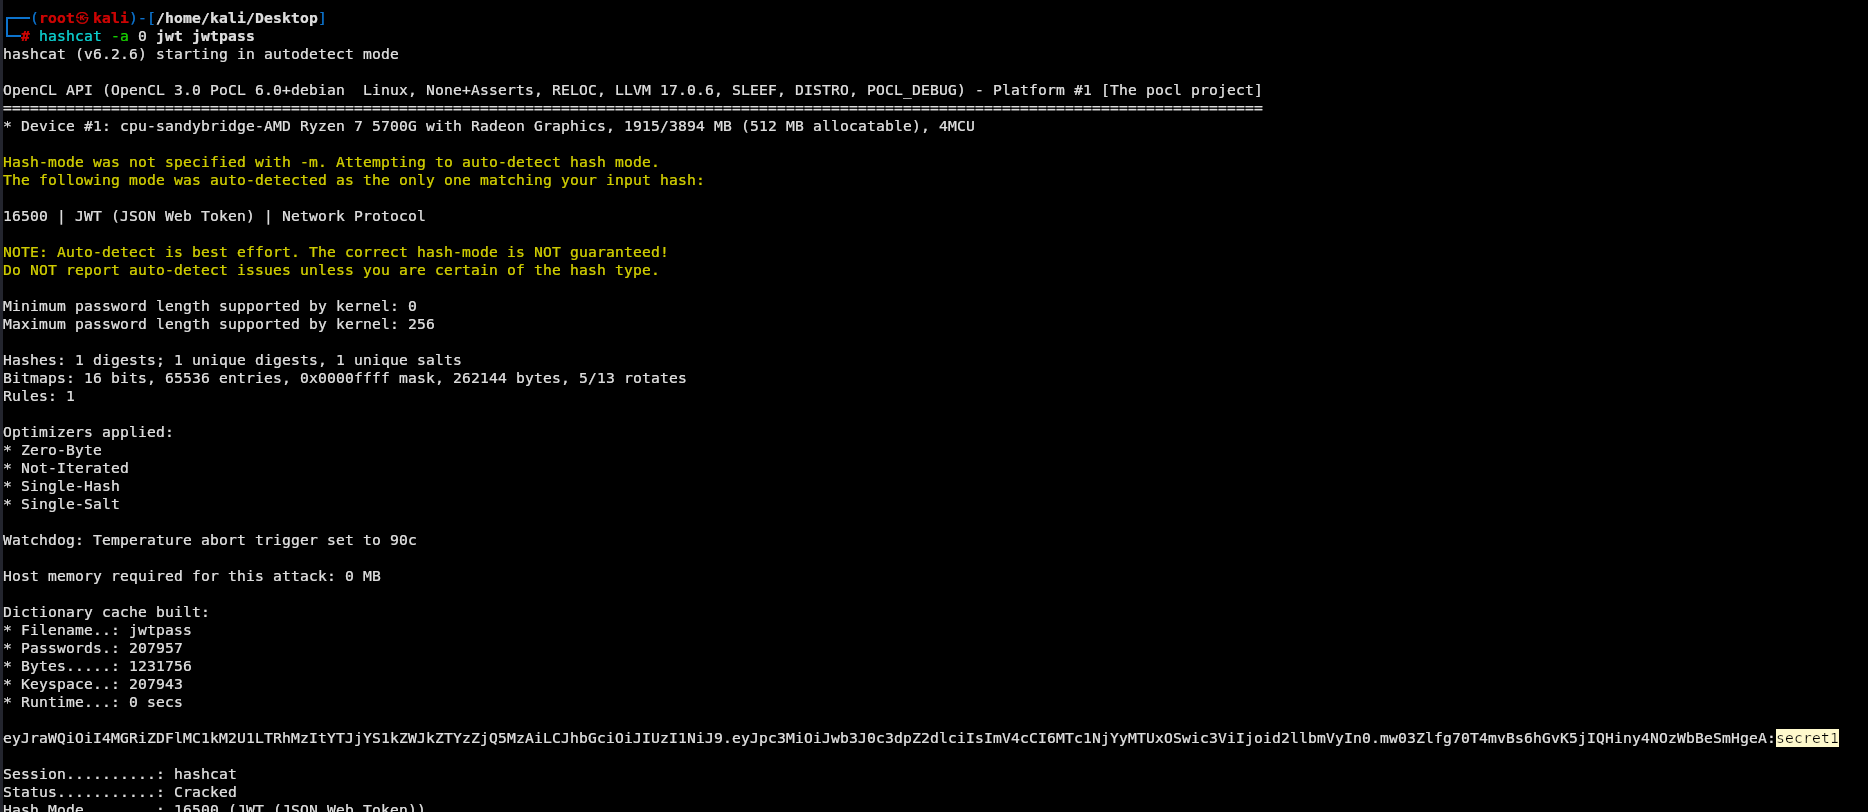 ┌──(root㉿kali)-[/home/kali/Desktop]
└─# hashcat -a 0 jwt jwtpass
hashcat (v6.2.6) starting in autodetect mode
OpenCL API (OpenCL 3.0 PoCL 6.0+debian  Linux, None+Asserts, RELOC, LLVM 17.0.6, SLEEF, DISTRO, POCL_DEBUG) - Platform #1 [The pocl project]
============================================================================================================================================
* Device #1: cpu-sandybridge-AMD Ryzen 7 5700G with Radeon Graphics, 1915/3894 MB (512 MB allocatable), 4MCU
Hash-mode was not specified with -m. Attempting to auto-detect hash mode.
The following mode was auto-detected as the only one matching your input hash:
16500 | JWT (JSON Web Token) | Network Protocol
NOTE: Auto-detect is best effort. The correct hash-mode is NOT guaranteed!
Do NOT report auto-detect issues unless you are certain of the hash type.
Minimum password length supported by kernel: 0
Maximum password length supported by kernel: 256
Hashes: 1 digests; 1 unique digests, 1 unique salts
Bitmaps: 16 bits, 65536 entries, 0x0000ffff mask, 262144 bytes, 5/13 rotates
Rules: 1
Optimizers applied:
* Zero-Byte
* Not-Iterated
* Single-Hash
* Single-Salt
Watchdog: Temperature abort trigger set to 90c
Host memory required for this attack: 0 MB
Dictionary cache built:
* Filename..: jwtpass
* Passwords.: 207957
* Bytes.....: 1231756
* Keyspace..: 207943
* Runtime...: 0 secs
eyJraWQiOiI4MGRiZDFlMC1kM2U1LTRhMzItYTJjYS1kZWJkZTYzZjQ5MzAiLCJhbGciOiJIUzI1NiJ9.eyJpc3MiOiJwb3J0c3dpZ2dlciIsImV4cCI6MTc1NjYyMTUxOSwic3ViIjoid2llbmVyIn0.mw03Zlfg70T4mvBs6hGvK5jIQHiny4NOzWbBeSmHgeA:secret1
Session..........: hashcat
Status...........: Cracked
Hash.Mode........: 16500 (JWT (JSON Web Token))